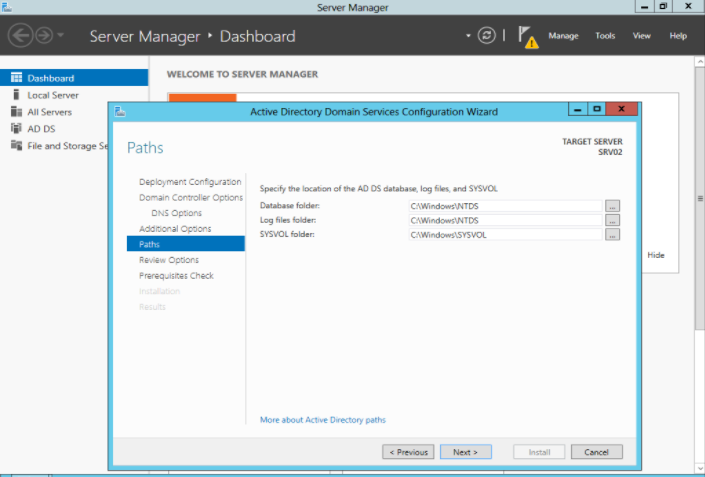 Server Manager
Server Manager ‣ Dashboard
Manage Tools View Help
Dashboard
Local Server
All Servers
AD DS
File and Storage Se
WELCOME TO SERVER MANAGER
Active Directory Domain Services Configuration Wizard
Paths
TARGET SERVER
SRV02
Deployment Configuration
Domain Controller Options
DNS Options
Additional Options
Paths
Review Options
Prerequisites Check
Installation
Results
Specify the location of the AD DS database, log files, and SYSVOL
Database folder: C:\Windows\NTDS ...
Log files folder: C:\Windows\NTDS ...
SYSVOL folder: C:\Windows\SYSVOL ...
Hide
More about Active Directory paths
< Previous Next > Install Cancel